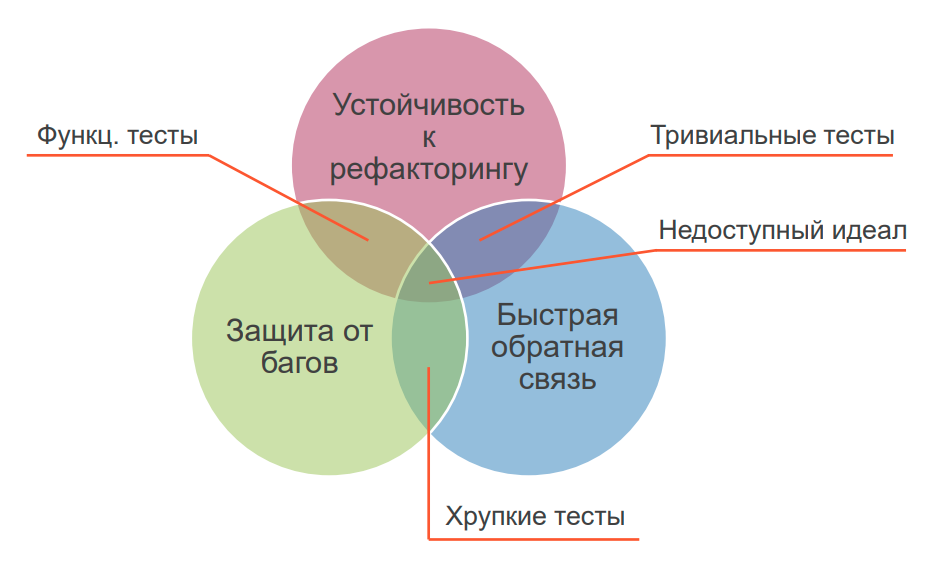 Устойчивость
к
рефакторингу
Функц. тесты
Тривиальные тесты
Недоступный идеал
Защита от
багов
Быстрая
обратная
связь
Хрупкие тесты